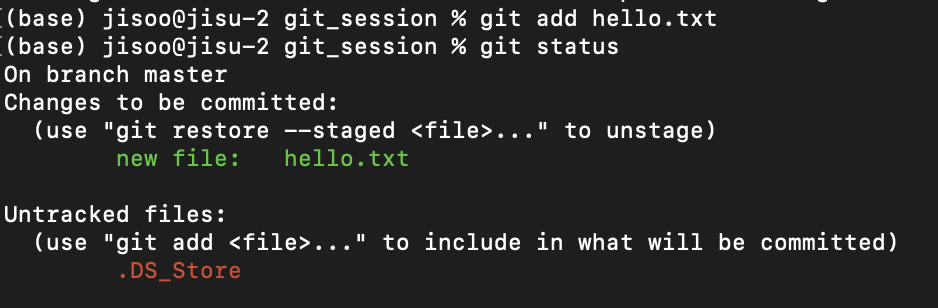 (base) jisoo@jisu-2 git_session % git add hello.txt
(base) jisoo@jisu-2 git_session % git status
On branch master
Changes to be committed:
  (use "git restore --staged <file>..." to unstage)
        new file:   hello.txt

Untracked files:
  (use "git add <file>..." to include in what will be committed)
        .DS_Store